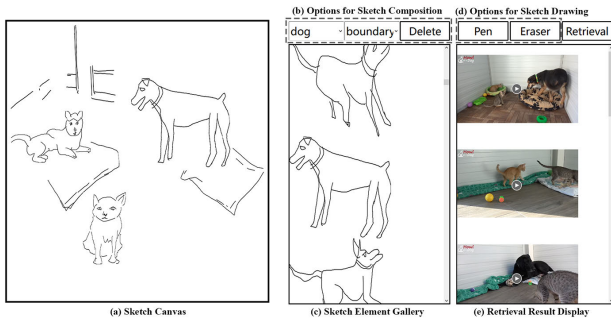 (b) Options for Sketch Composition
(d) Options for Sketch Drawing
dog
boundary
Delete
Pen
Eraser
Retrieval
(a) Sketch Canvas
(c) Sketch Element Gallery
(e) Retrieval Result Display